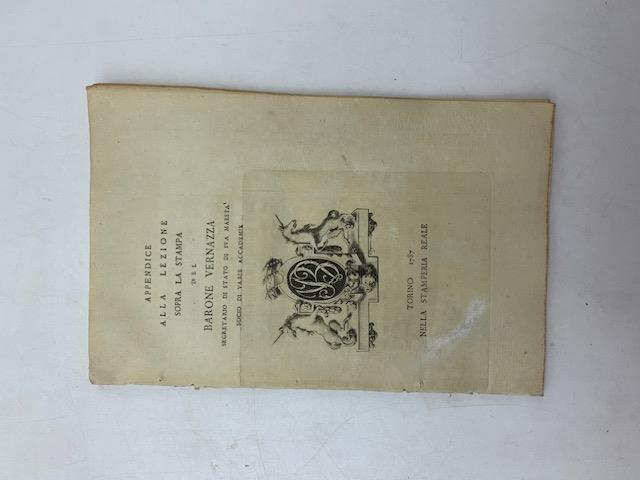 APPENDICE
ALLA LEZIONE
SOPRA LA STAMPA
DEL
BARONE VERNAZZA
SEGRETARIO DI STATO DI SVA MAESTA'
SOCIO DI VARIE ACCADEMIE
TORINO 1787
NELLA STAMPERIA REALE